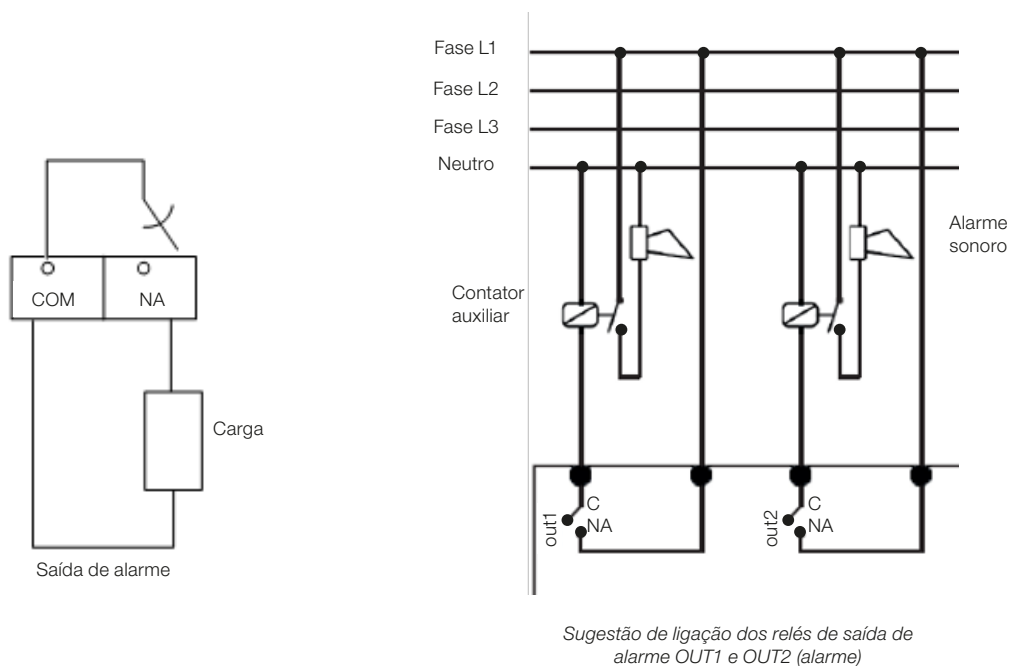 Fase L1
Fase L2
Fase L3
Neutro
COM
NA
Carga
Saída de alarme
Contator
auxiliar
Alarme
sonoro
out1
C
NA
out2
C
NA
Sugestão de ligação dos relés de saída de
alarme OUT1 e OUT2 (alarme)